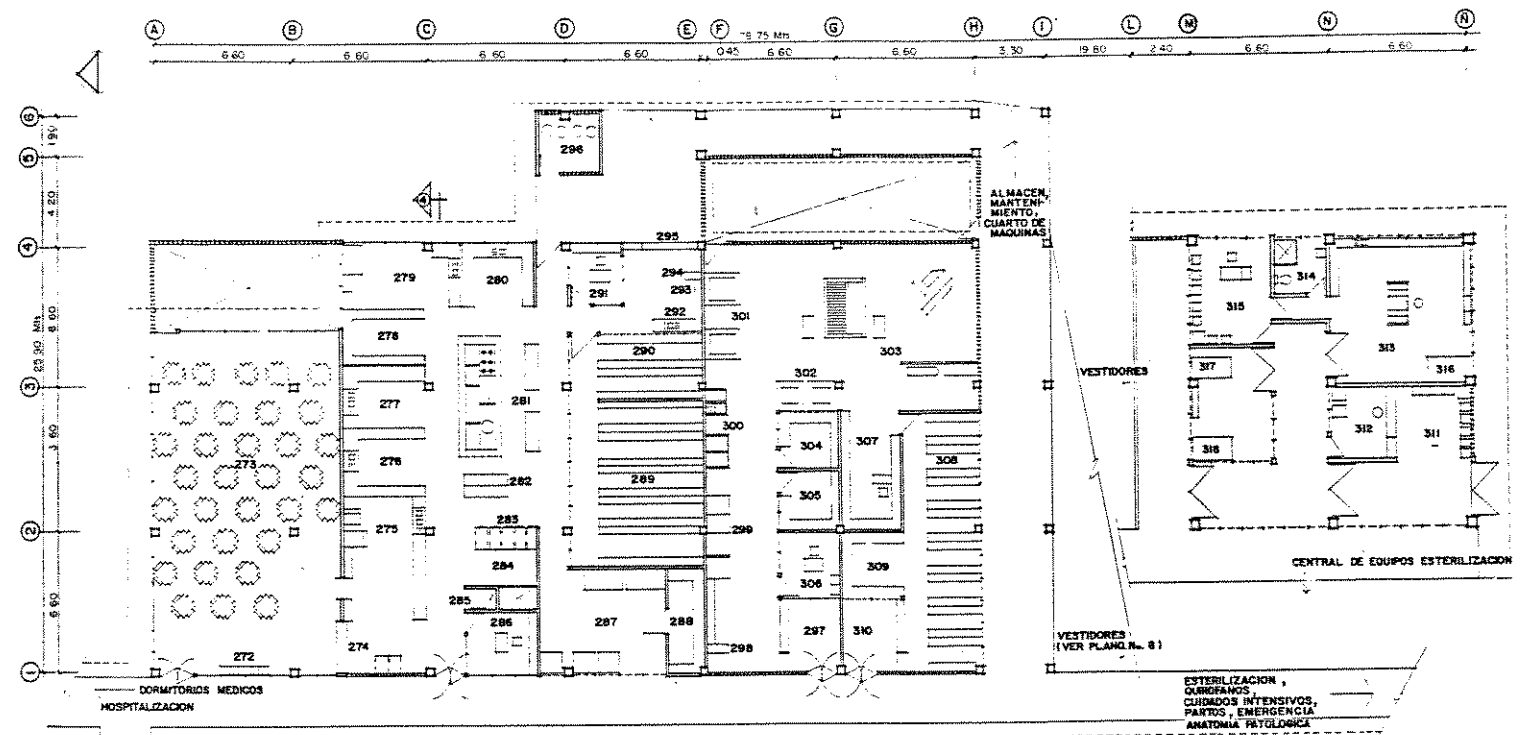 A B C D E F G H I L M N Ñ
75 Mts
6.60 6.60 6.60 6.60 0.45 6.60 6.60 3.30 19.80 2.40 6.60 6.60
6
1.90
5
4.20
4
6.60
Mts
3
2
6.60
1
296
4
ALMACEN,
MANTENI-
MIENTO,
CUARTO DE
MAQUINAS
295
279 280 291 294
293
292 301
303
278 290
302
277 281 300
304 307 308
276 273 282 289 305
275 283 299
284 306 309
285
286 287 288 297 310
274 298
272
VESTIDORES
314
315
313
317 316
312 311
318
CENTRAL DE EQUIPOS ESTERILIZACION
VESTIDORES
(VER PLANO No. 8)
DORMITORIOS MEDICOS
HOSPITALIZACION
ESTERILIZACION,
QUIROFANOS,
CUIDADOS INTENSIVOS,
PARTOS, EMERGENCIA
ANATOMIA PATOLOGICA